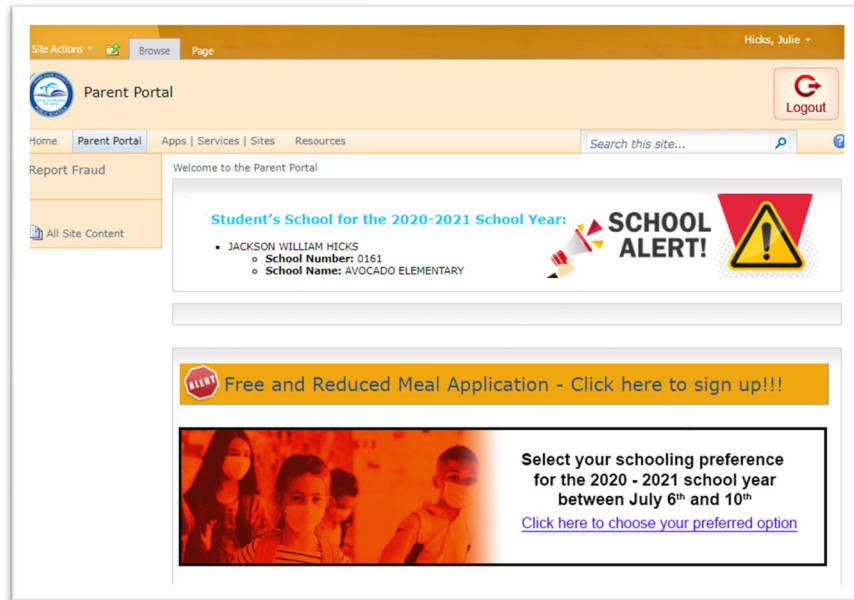 Hicks, Julie
Site Actions Browse Page
Parent Portal
Logout
Home Parent Portal Apps | Services | Sites Resources
Search this site...
Report Fraud
All Site Content
Welcome to the Parent Portal
Student's School for the 2020-2021 School Year:
JACKSON WILLIAM HICKS
School Number: 0161
School Name: AVOCADO ELEMENTARY
SCHOOL
ALERT!
ALERT
Free and Reduced Meal Application - Click here to sign up!!!
Select your schooling preference
for the 2020 - 2021 school year
between July 6th and 10th
Click here to choose your preferred option